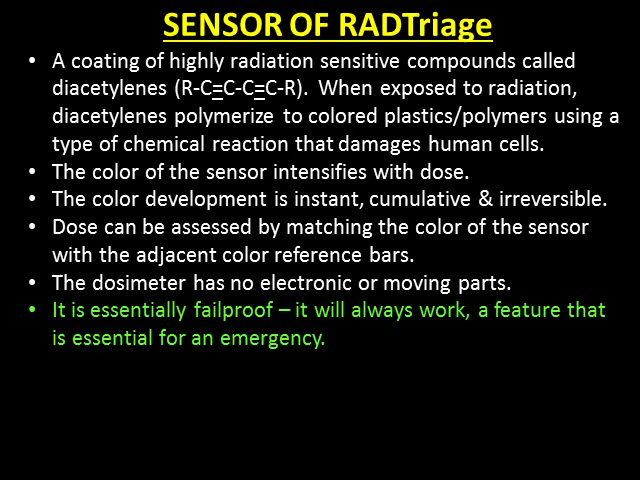 SENSOR OF RADTriage
• A coating of highly radiation sensitive compounds called
diacetylenes (R-C≡C-C≡C-R). When exposed to radiation,
diacetylenes polymerize to colored plastics/polymers using a
type of chemical reaction that damages human cells.
• The color of the sensor intensifies with dose.
• The color development is instant, cumulative & irreversible.
• Dose can be assessed by matching the color of the sensor
with the adjacent color reference bars.
• The dosimeter has no electronic or moving parts.
• It is essentially failproof – it will always work, a feature that
is essential for an emergency.